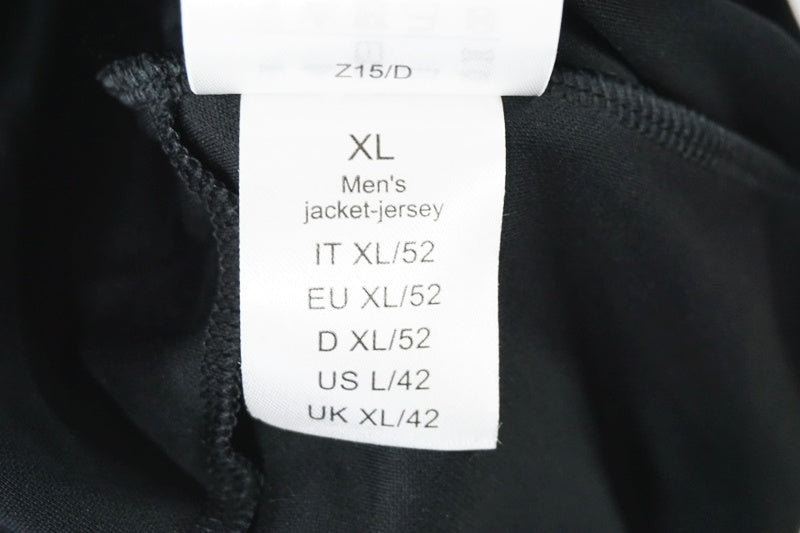 Z15/D
XL
Men's
jacket-jersey
IT XL/52
EU XL/52
D XL/52
US L/42
UK XL/42